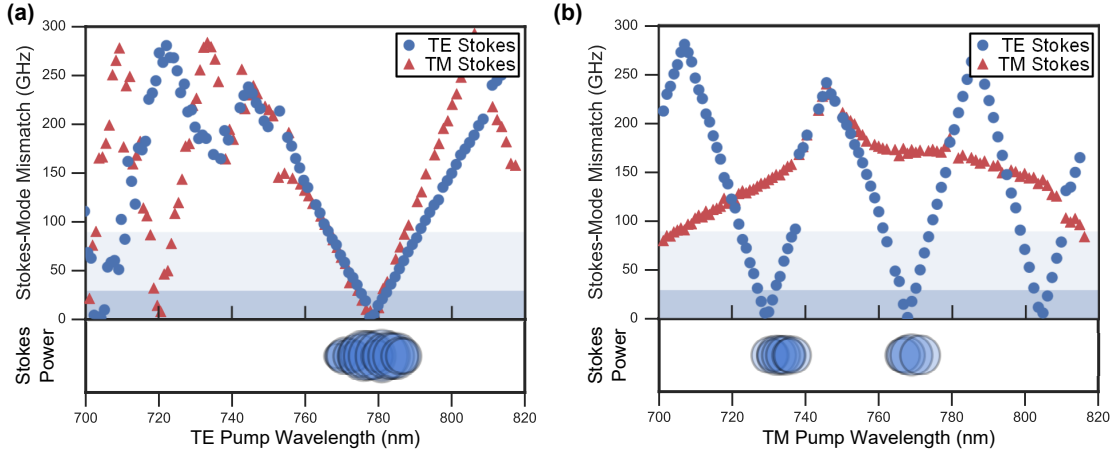 (a)
Stokes-Mode Mismatch (GHz)
300
250
200
150
100
50
0
TE Stokes
TM Stokes
Stokes
Power
700
720
740
760
780
800
820
TE Pump Wavelength (nm)
(b)
Stokes-Mode Mismatch (GHz)
300
250
200
150
100
50
0
TE Stokes
TM Stokes
Stokes
Power
700
720
740
760
780
800
820
TM Pump Wavelength (nm)